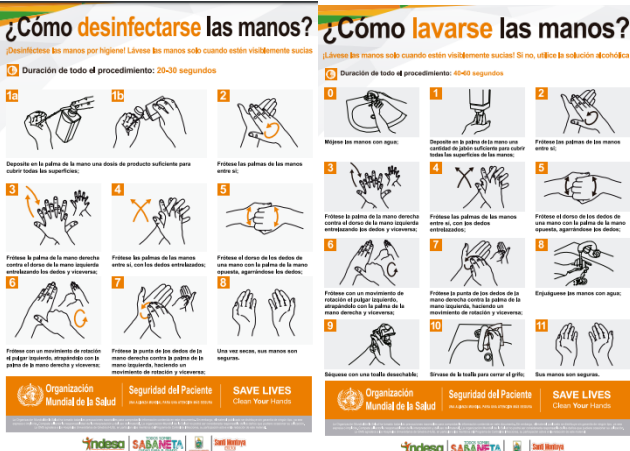 ¿Cómo desinfectarse las manos?
¡Desinféctese las manos por higiene! Lávese las manos solo cuando estén visiblemente sucias
Duración de todo el procedimiento: 20-30 segundos
1a
1b
2
Deposite en la palma de la mano una dosis de producto suficiente para
cubrir todas las superficies;
Frótese las palmas de las manos
entre sí;
3
4
5
Frótese la palma de la mano derecha
contra el dorso de la mano izquierda
entrelazando los dedos y viceversa;
Frótese las palmas de las manos
entre sí, con los dedos entrelazados;
Frótese el dorso de los dedos de
una mano con la palma de la mano
opuesta, agarrándose los dedos;
6
7
8
Frótese con un movimiento de rotación
el pulgar izquierdo, atrapándolo con la
palma de la mano derecha y viceversa;
Frótese la punta de los dedos de la
mano derecha contra la palma de la
mano izquierda, haciendo un
movimiento de rotación y viceversa;
Una vez secas, sus manos son
seguras.
Organización
Mundial de la Salud
Seguridad del Paciente
SAVE LIVES
Clean Your Hands
indesa
SABANETA
Santi Montoya
¿Cómo lavarse las manos?
¡Lávese las manos solo cuando estén visiblemente sucias! Si no, utilice la solución alcohólica
Duración de todo el procedimiento: 40-60 segundos
0
1
2
Mójese las manos con agua;
Deposite en la palma de la mano una
cantidad de jabón suficiente para cubrir
todas las superficies de las manos;
Frótese las palmas de las manos
entre sí;
3
4
5
Frótese la palma de la mano derecha
contra el dorso de la mano izquierda
entrelazando los dedos y viceversa;
Frótese las palmas de las manos
entre sí, con los dedos
entrelazados;
Frótese el dorso de los dedos de
una mano con la palma de la mano
opuesta, agarrándose los dedos;
6
7
8
Frótese con un movimiento de
rotación el pulgar izquierdo,
atrapándolo con la palma de la
mano derecha y viceversa;
Frótese la punta de los dedos de la
mano derecha contra la palma de la
mano izquierda, haciendo un
movimiento de rotación y viceversa;
Enjuáguese las manos con agua;
9
10
11
Séquese con una toalla desechable;
Sírvase de la toalla para cerrar el grifo;
Sus manos son seguras.
Organización
Mundial de la Salud
Seguridad del Paciente
SAVE LIVES
Clean Your Hands
indesa
SABANETA
Santi Montoya